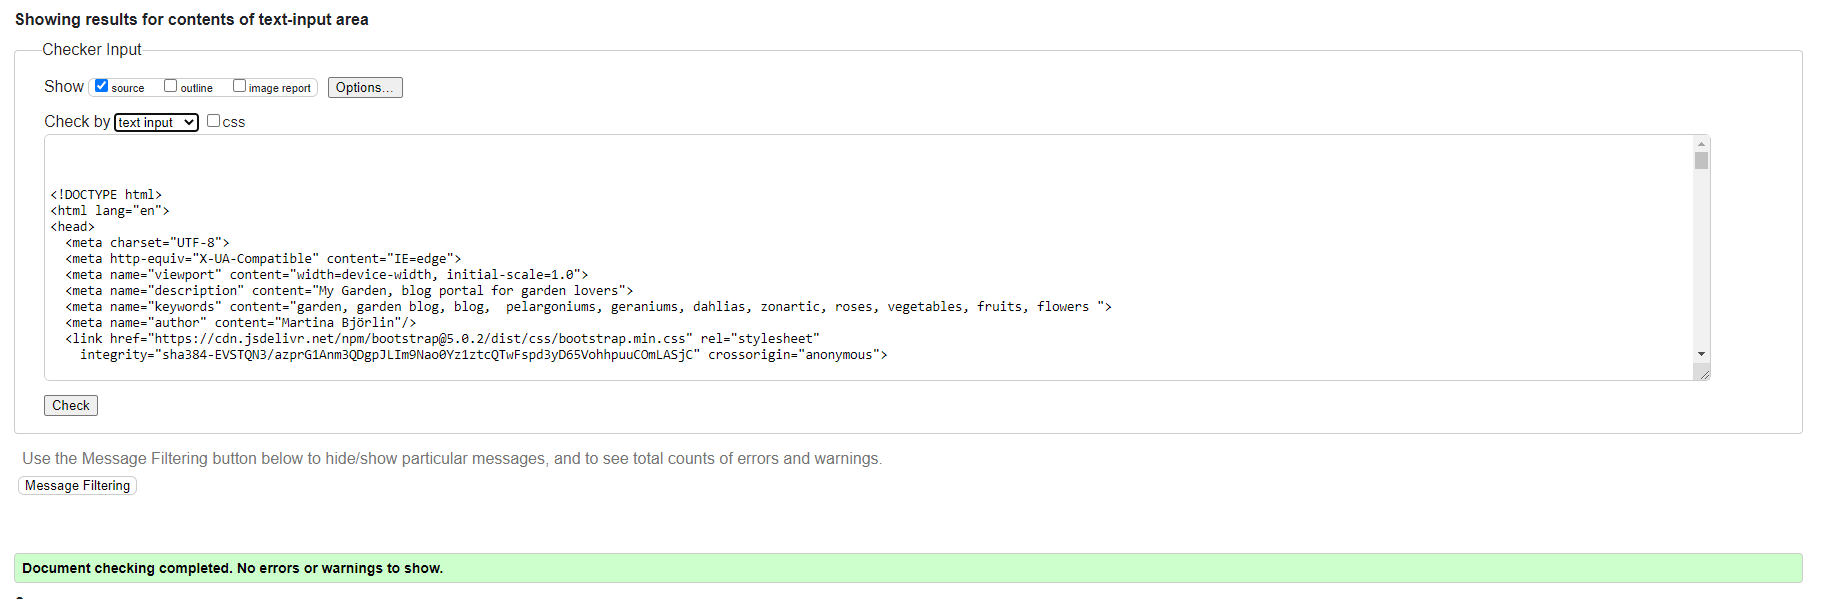 Showing results for contents of text-input area
Checker Input
Show source outline image report Options...
Check by text input css
<!DOCTYPE html>
<html lang="en">
<head>
<meta charset="UTF-8">
<meta http-equiv="X-UA-Compatible" content="IE=edge">
<meta name="viewport" content="width=device-width, initial-scale=1.0">
<meta name="description" content="My Garden, blog portal for garden lovers">
<meta name="keywords" content="garden, garden blog, blog,  pelargoniums, geraniums, dahlias, zonartic, roses, vegetables, fruits, flowers ">
<meta name="author" content="Martina Björlin"/>
<link href="https://cdn.jsdelivr.net/npm/bootstrap@5.0.2/dist/css/bootstrap.min.css" rel="stylesheet"
integrity="sha384-EVSTQN3/azprG1Anm3QDgpJLIm9Nao0Yz1ztcQTwFspd3yD65VohhpuuCOmLASjC" crossorigin="anonymous">
Check
Use the Message Filtering button below to hide/show particular messages, and to see total counts of errors and warnings.
Message Filtering
Document checking completed. No errors or warnings to show.